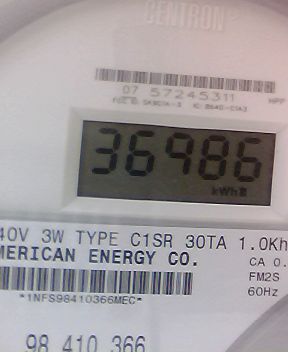 CENTRON®
07 57245311
36986
kWh
40V 3W TYPE C1SR 30TA 1.0Kh
MERICAN ENERGY CO.
CA 0.
FM2S
60Hz
*1NFS98410366MEC*
98 410 366